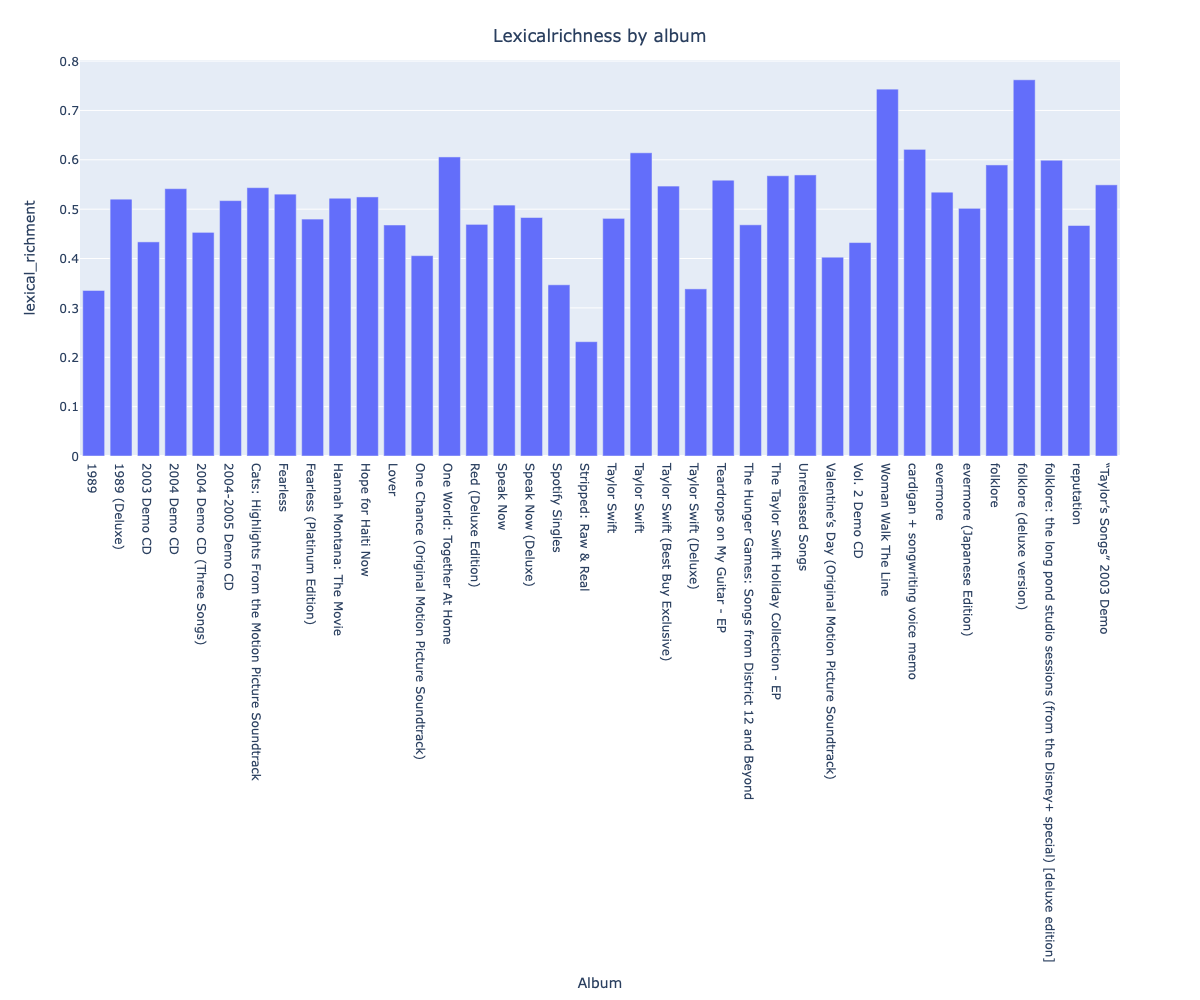 Lexicalrichness by album
lexical_richment
0.8
0.7
0.6
0.5
0.4
0.3
0.2
0.1
0
1989
1989 (Deluxe)
2003 Demo CD
2004 Demo CD
2004 Demo CD (Three Songs)
2004-2005 Demo CD
Cats: Highlights From the Motion Picture Soundtrack
Fearless
Fearless (Platinum Edition)
Hannah Montana: The Movie
Hope for Haiti Now
Lover
One Chance (Original Motion Picture Soundtrack)
One World: Together At Home
Red (Deluxe Edition)
Speak Now
Speak Now (Deluxe)
Spotify Singles
Stripped: Raw & Real
Taylor Swift
Taylor Swift
Taylor Swift (Best Buy Exclusive)
Taylor Swift (Deluxe)
Teardrops on My Guitar - EP
The Hunger Games: Songs from District 12 and Beyond
The Taylor Swift Holiday Collection - EP
Unreleased Songs
Valentine’s Day (Original Motion Picture Soundtrack)
Vol. 2 Demo CD
Woman Walk The Line
cardigan + songwriting voice memo
evermore
evermore (Japanese Edition)
folklore
folklore (deluxe version)
folklore: the long pond studio sessions (from the Disney+ special) [deluxe edition]
reputation
“Taylor’s Songs” 2003 Demo
Album